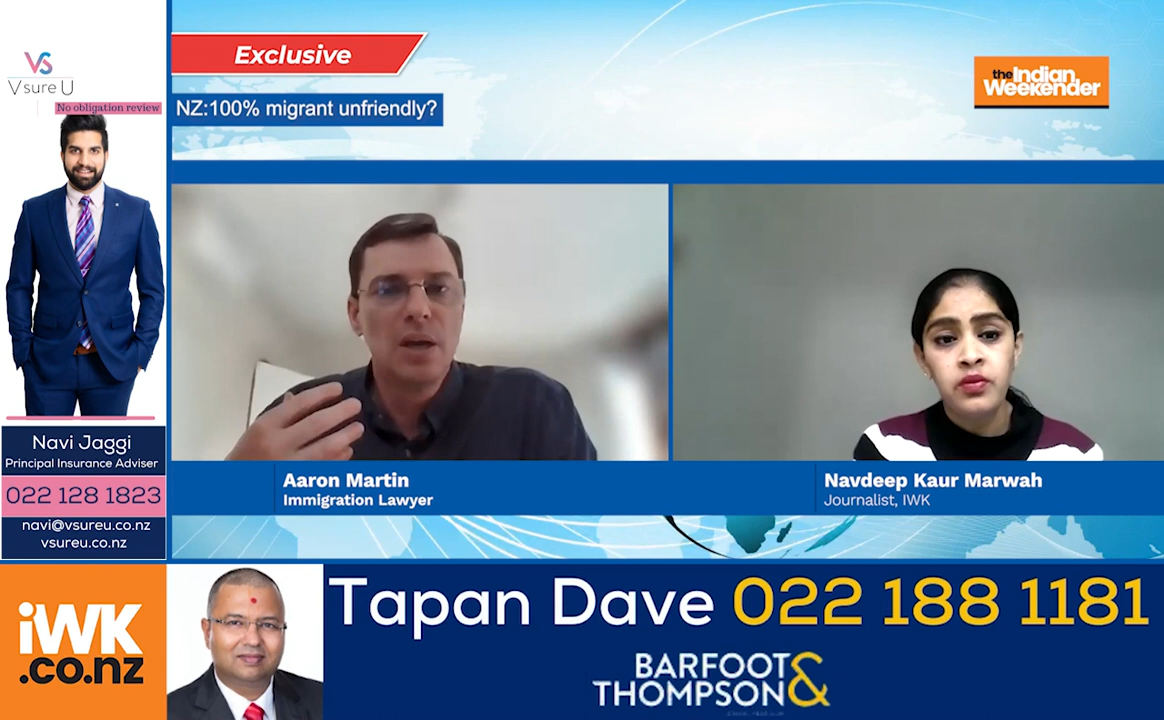 VS
Vsure U
No obligation review
Exclusive
NZ:100% migrant unfriendly?
the Indian
Weekender
Aaron Martin
Immigration Lawyer
Navdeep Kaur Marwah
Journalist, IWK
Navi Jaggi
Principal Insurance Adviser
022 128 1823
navi@vsureu.co.nz
vsureu.co.nz
iWK
.co.nz
Tapan Dave 022 188 1181
BARFOOT &
THOMPSON